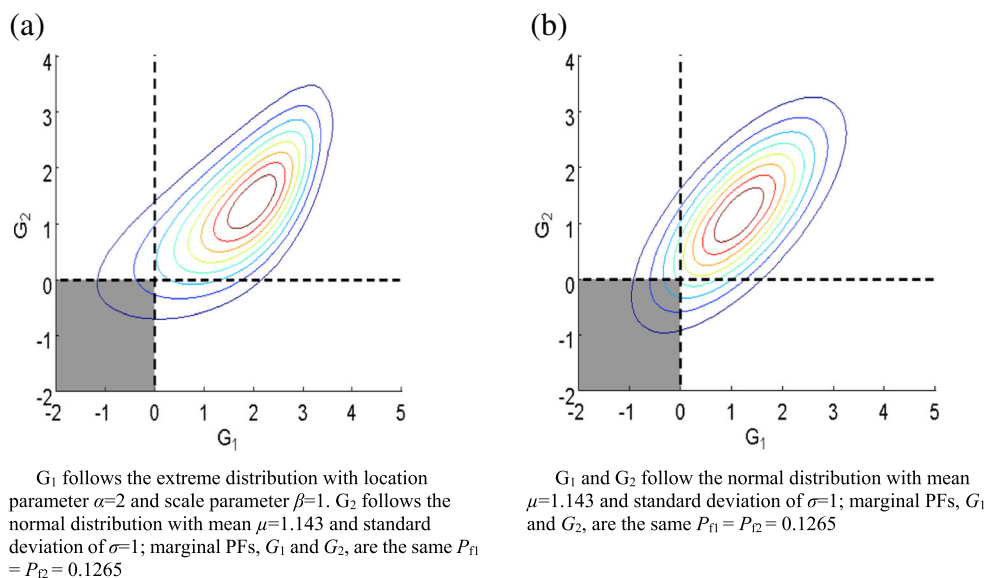 (a)
4
3
2
1
0
-1
-2
G₂
-2 -1 0 1 2 3 4 5
G₁
G₁ follows the extreme distribution with location
parameter α=2 and scale parameter β=1. G₂ follows the
normal distribution with mean μ=1.143 and standard
deviation of σ=1; marginal PFs, G₁ and G₂, are the same P_f1
= P_f2 = 0.1265
(b)
4
3
2
1
0
-1
-2
G₂
-2 -1 0 1 2 3 4 5
G₁
G₁ and G₂ follow the normal distribution with mean
μ=1.143 and standard deviation of σ=1; marginal PFs, G₁
and G₂, are the same P_f1 = P_f2 = 0.1265